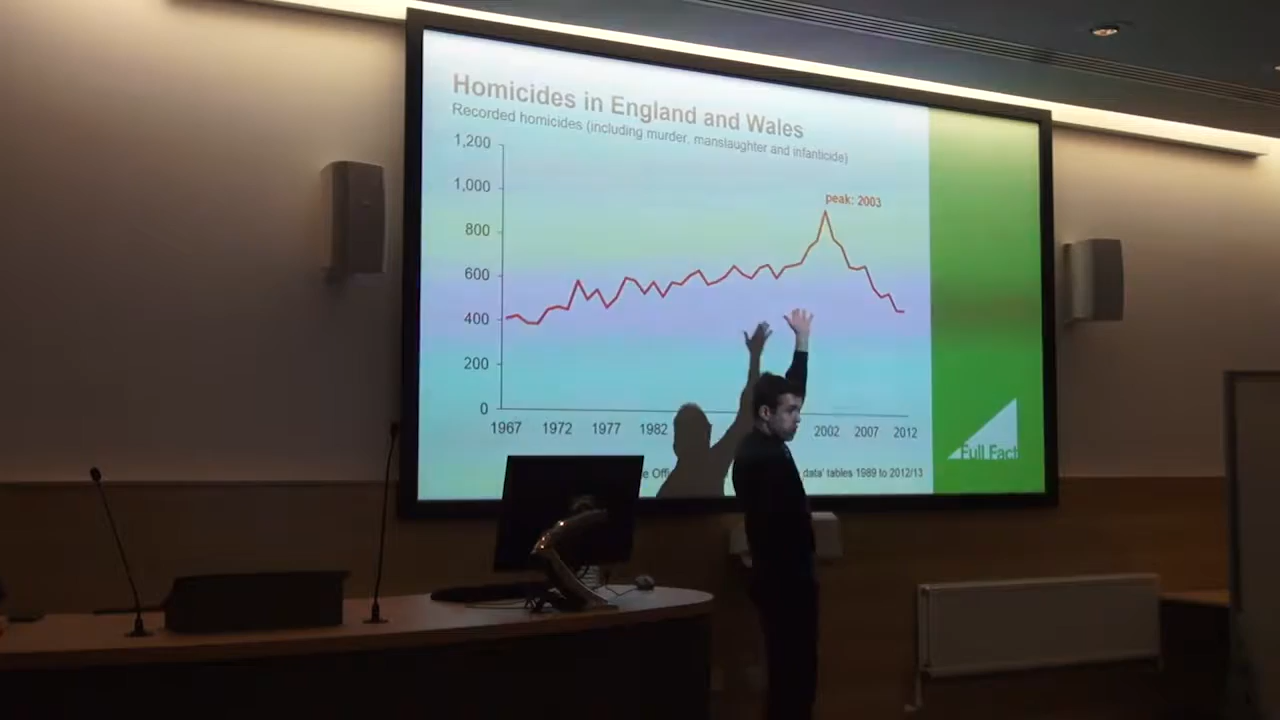 Homicides in England and Wales
Recorded homicides (including murder, manslaughter and infanticide)
1,200
1,000
peak: 2003
800
600
400
200
0
1967 1972 1977 1982 2002 2007 2012
data' tables 1989 to 2012/13
Full Fact